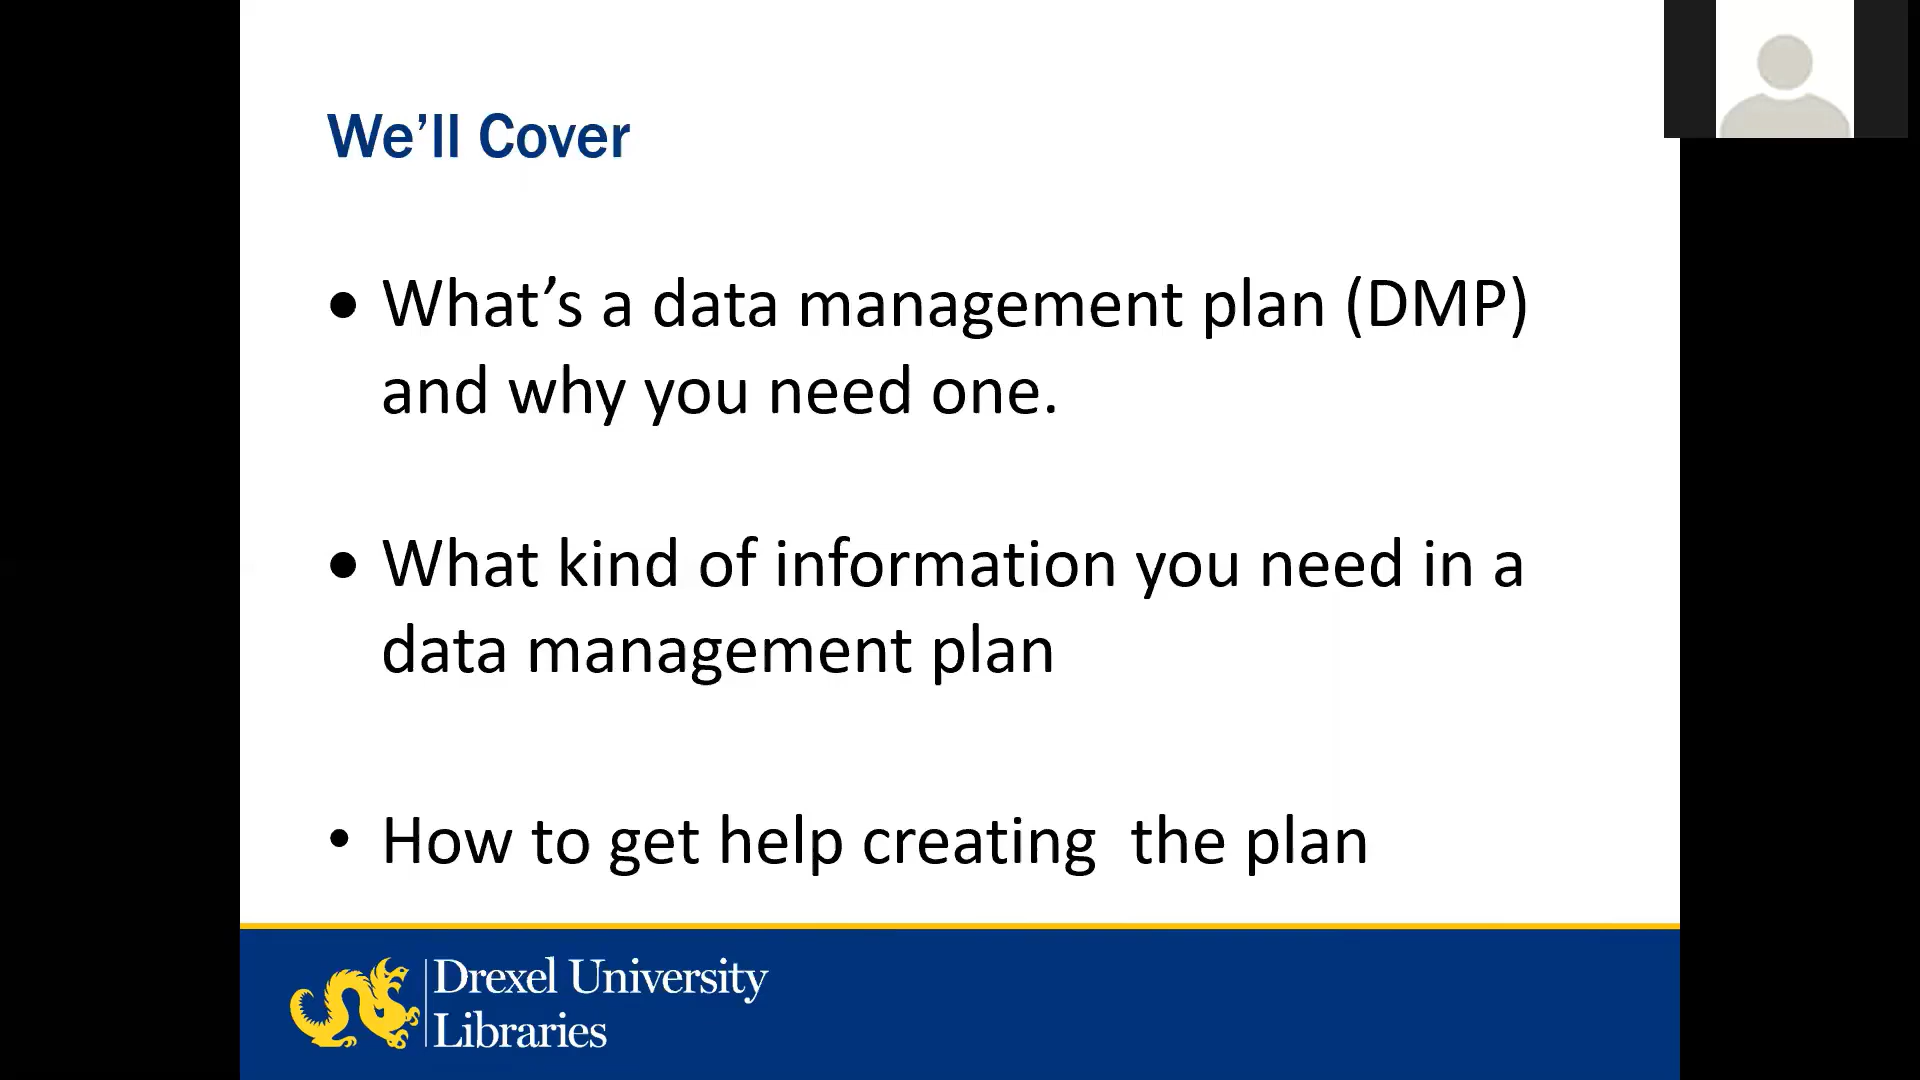 We’ll Cover
• What’s a data management plan (DMP)
and why you need one.
• What kind of information you need in a
data management plan
• How to get help creating  the plan
Drexel University
Libraries